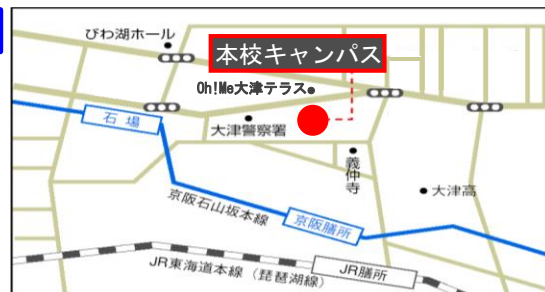 びわ湖ホール
本校キャンパス
Oh!Me大津テラス
石場
大津警察署
義仲寺
大津高
京阪石山坂本線
京阪膳所
JR東海道本線（琵琶湖線）
JR膳所